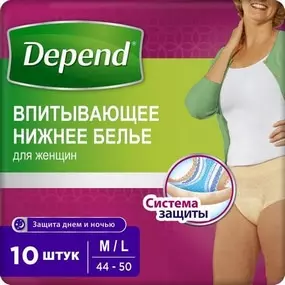 Depend
ВПИТЫВАЮЩЕЕ
НИЖНЕЕ БЕЛЬЕ
для женщин
Система
защиты
Защита днем и ночью
10 ШТУК
M/L
44 - 50